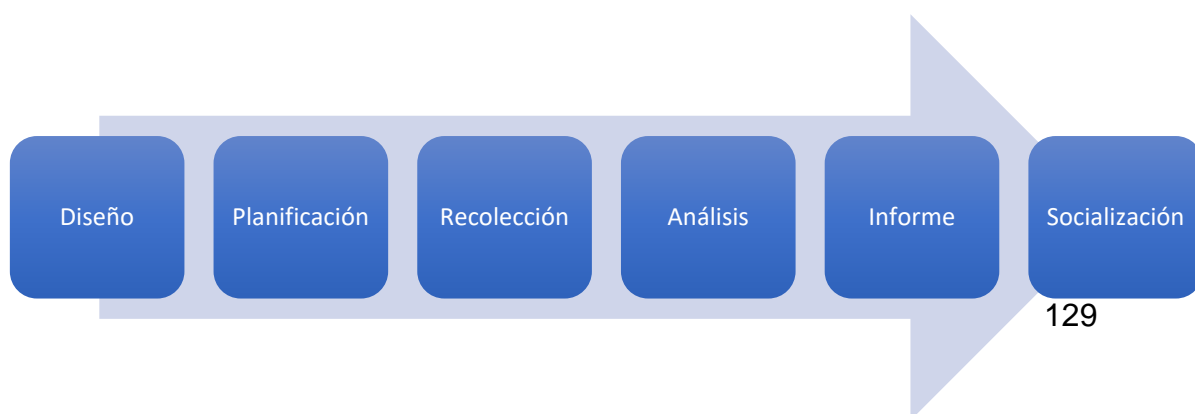 Diseño
Planificación
Recolección
Análisis
Informe
Socialización
129